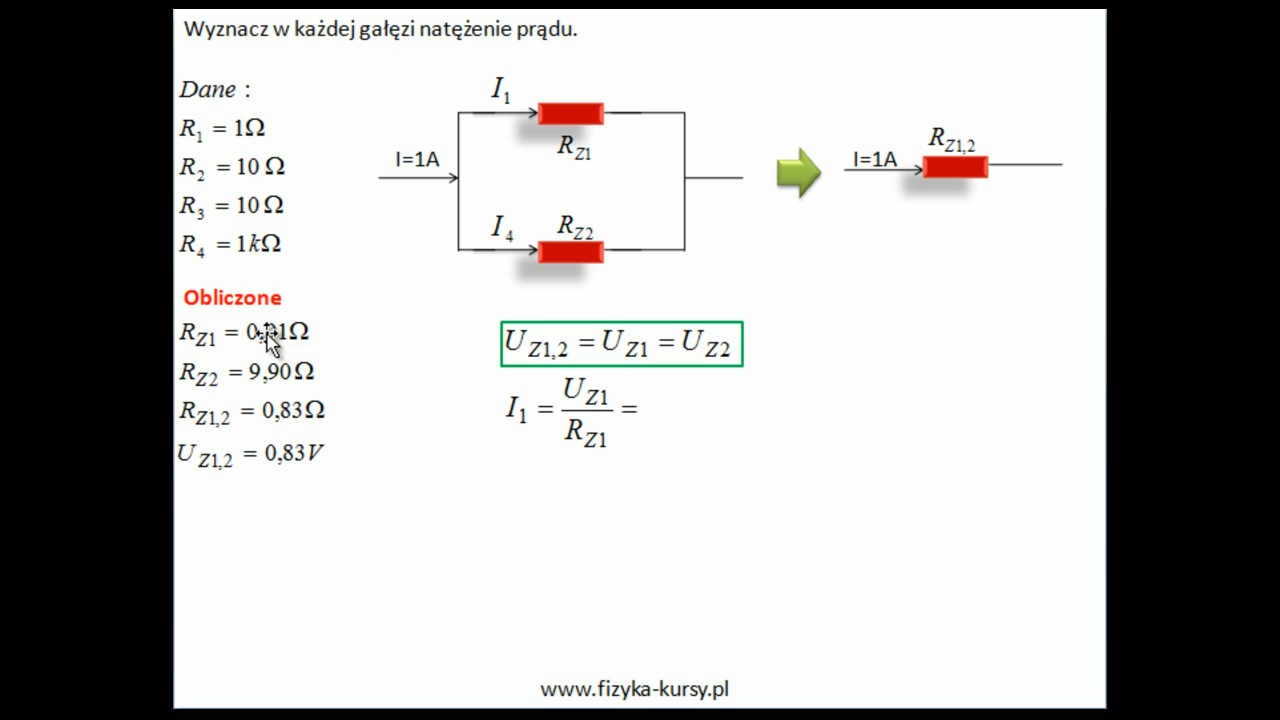 Wyznacz w każdej gałęzi natężenie prądu.
Dane :
R₁ = 1Ω
R₂ = 10 Ω
R₃ = 10 Ω
R₄ = 1kΩ
Obliczone
R_Z1 =
R_Z2 = 9,90 Ω
R_Z1,2 = 0,83 Ω
U_Z1,2 = 0,83V
I₁
R_Z1
I=1A
I₄ R_Z2
R_Z1,2
I=1A
U_Z1,2 = U_Z1 = U_Z2
I₁ = U_Z1 / R_Z1 =
www.fizyka-kursy.pl